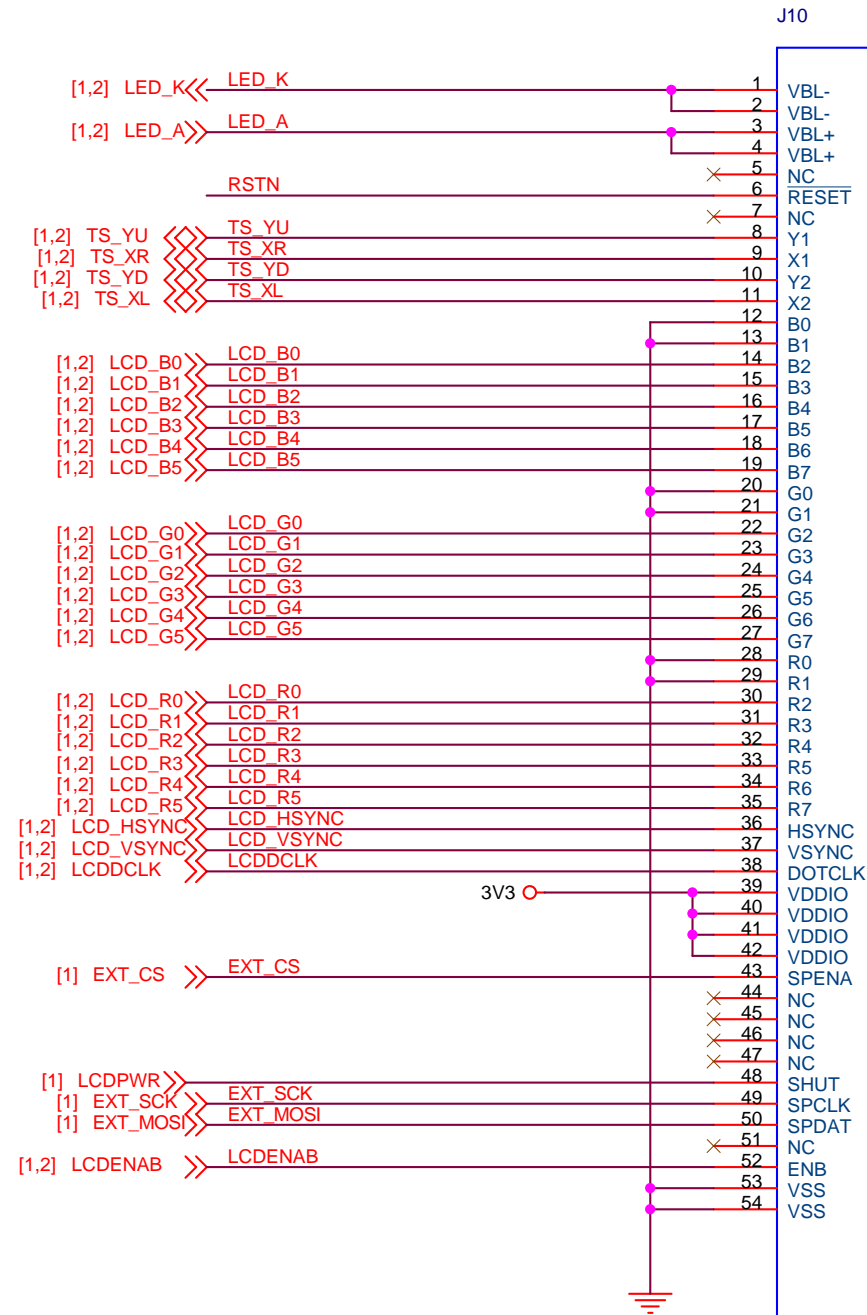 J10
[1,2] LED_K LED_K 1 VBL-
2 VBL-
[1,2] LED_A LED_A 3 VBL+
4 VBL+
5 NC
RSTN 6 RESET
7 NC
[1,2] TS_YU TS_YU 8 Y1
[1,2] TS_XR TS_XR 9 X1
[1,2] TS_YD TS_YD 10 Y2
[1,2] TS_XL TS_XL 11 X2
12 B0
13 B1
[1,2] LCD_B0 LCD_B0 14 B2
[1,2] LCD_B1 LCD_B1 15 B3
[1,2] LCD_B2 LCD_B2 16 B4
[1,2] LCD_B3 LCD_B3 17 B5
[1,2] LCD_B4 LCD_B4 18 B6
[1,2] LCD_B5 LCD_B5 19 B7
20 G0
21 G1
[1,2] LCD_G0 LCD_G0 22 G2
[1,2] LCD_G1 LCD_G1 23 G3
[1,2] LCD_G2 LCD_G2 24 G4
[1,2] LCD_G3 LCD_G3 25 G5
[1,2] LCD_G4 LCD_G4 26 G6
[1,2] LCD_G5 LCD_G5 27 G7
28 R0
29 R1
[1,2] LCD_R0 LCD_R0 30 R2
[1,2] LCD_R1 LCD_R1 31 R3
[1,2] LCD_R2 LCD_R2 32 R4
[1,2] LCD_R3 LCD_R3 33 R5
[1,2] LCD_R4 LCD_R4 34 R6
[1,2] LCD_R5 LCD_R5 35 R7
[1,2] LCD_HSYNC LCD_HSYNC 36 HSYNC
[1,2] LCD_VSYNC LCD_VSYNC 37 VSYNC
[1,2] LCDDCLK LCDDCLK 38 DOTCLK
3V3 39 VDDIO
40 VDDIO
41 VDDIO
42 VDDIO
[1] EXT_CS EXT_CS 43 SPENA
44 NC
45 NC
46 NC
47 NC
[1] LCDPWR 48 SHUT
[1] EXT_SCK EXT_SCK 49 SPCLK
[1] EXT_MOSI EXT_MOSI 50 SPDAT
51 NC
[1,2] LCDENAB LCDENAB 52 ENB
53 VSS
54 VSS